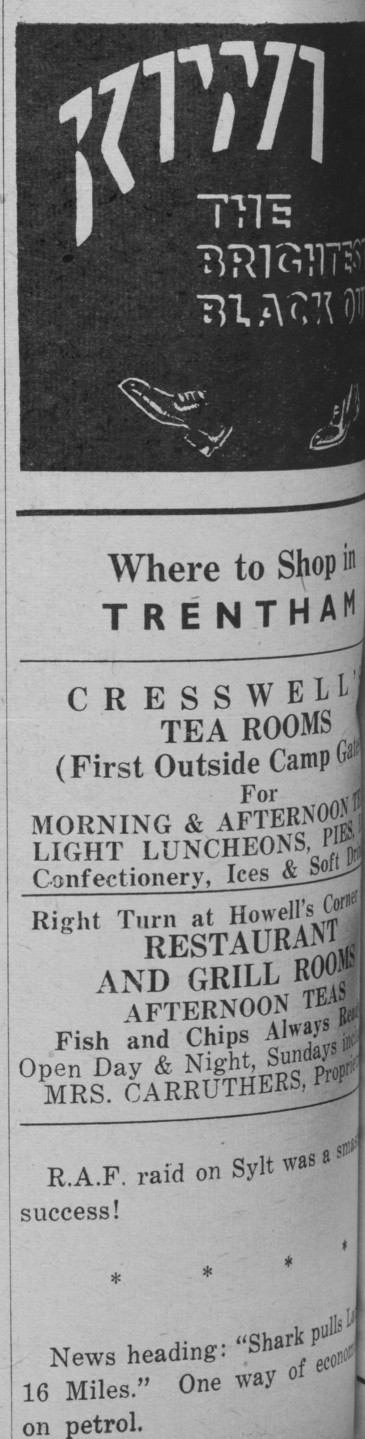 KIWI
THE
BRIGHTES
BLACK OU
Where to Shop in
TRENTHAM
CRESSWELL'
TEA ROOMS
(First Outside Camp Gate
For
MORNING & AFTERNOON
LIGHT LUNCHEONS, PIES,
Confectionery, Ices & Soft
Right Turn at Howell's Corner
RESTAURANT
AND GRILL ROOMS
AFTERNOON TEAS
Fish and Chips Always
Open Day & Night, Sundays
MRS. CARRUTHERS,
R.A.F. raid on Sylt was a
success!
* * * *
News heading: "Shark pulls
16 Miles." One way of
on petrol.